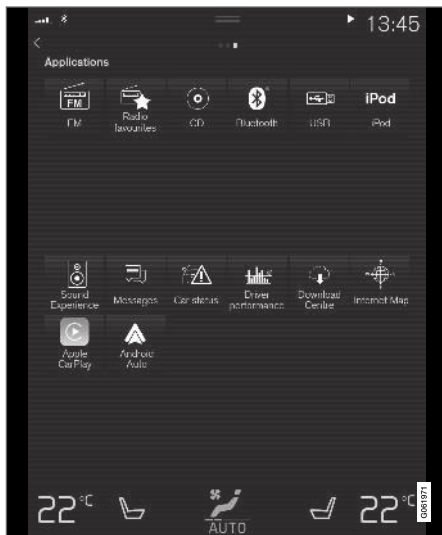 13:45
Applications
FM
FM
Radio
favourites
CD
Bluetooth
USB
iPod
iPod
Sound
Experience
Messages
Car status
Driver
performance
Download
Centre
Internet Map
Apple
CarPlay
Android
Auto
22°C
AUTO
22°C
G061971